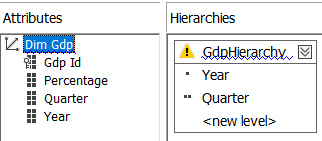 Attributes
Dim Gdp
Gdp Id
Percentage
Quarter
Year
Hierarchies
GdpHierarchy
Year
Quarter
<new level>